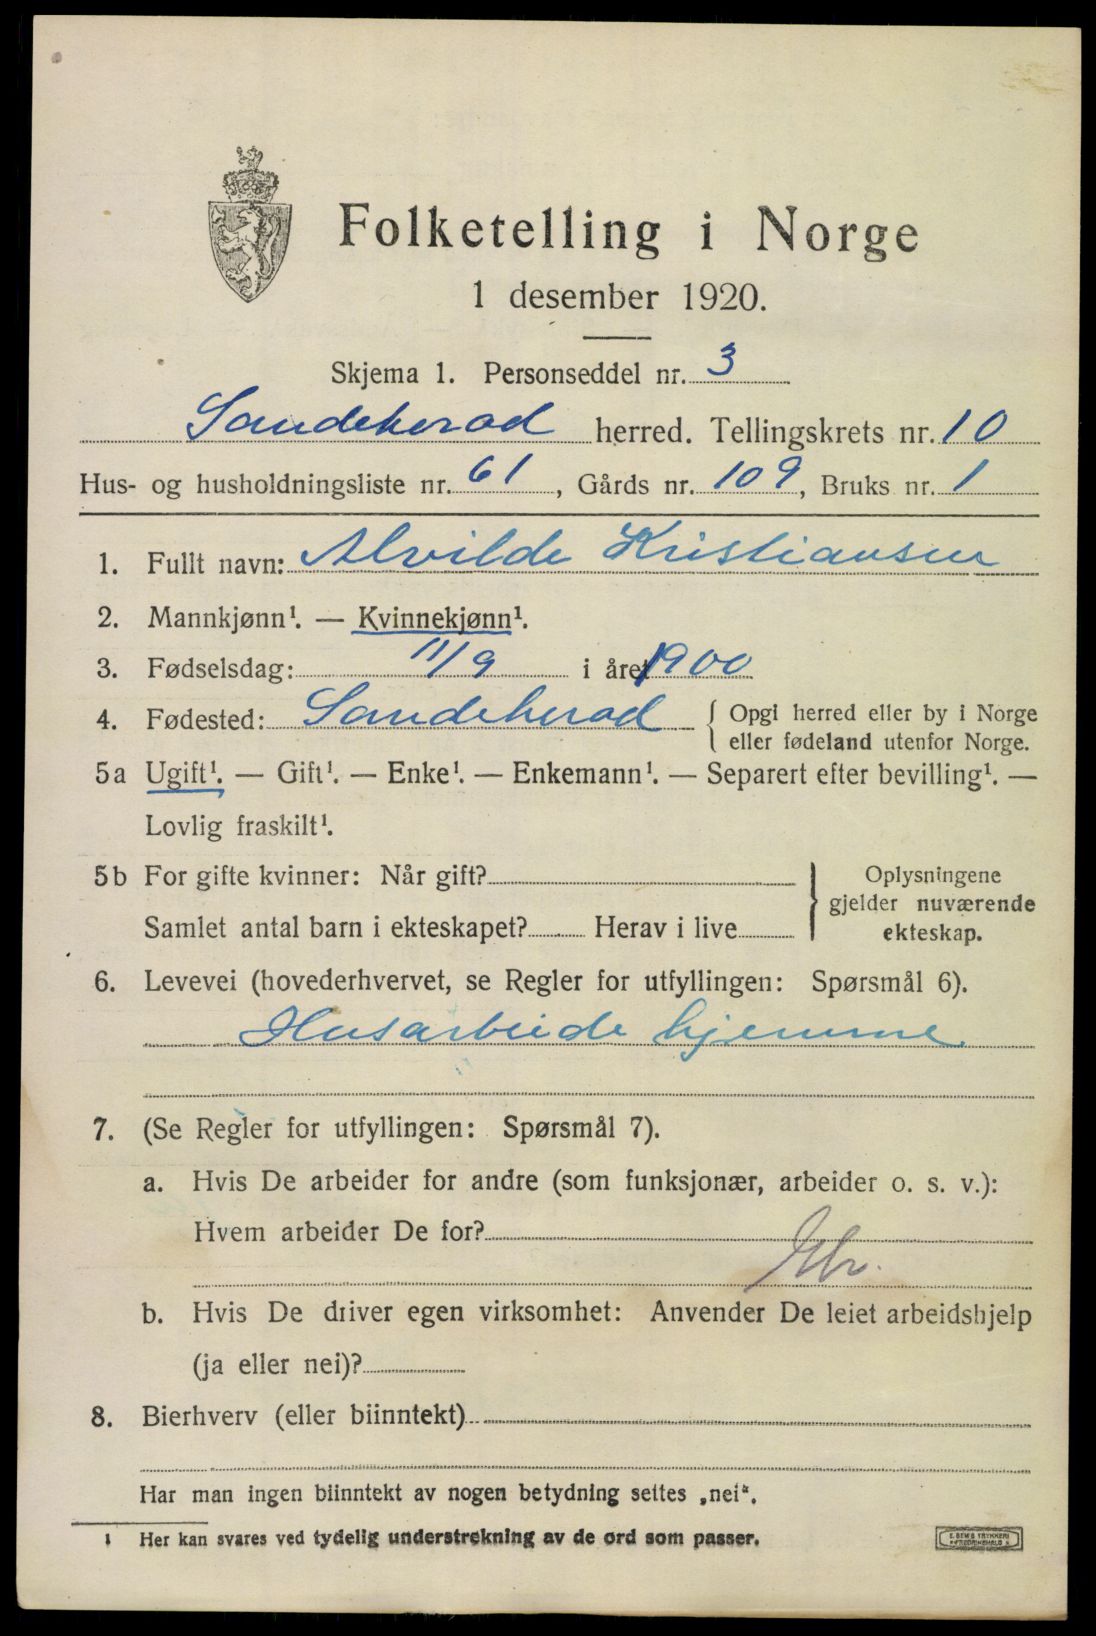 Folketelling i Norge
1 desember 1920.
Skjema 1. Personseddel nr. 3
Sandeherad herred. Tellingskrets nr. 10
Hus- og husholdningsliste nr. 61, Gårds nr. 109, Bruks nr. 1
1. Fullt navn: Alvilde Kristiansen
2. Mannkjønn¹. — Kvinnekjønn¹.
3. Fødselsdag: 11/9 i året 1900
4. Fødested: Sandeherad { Opgi herred eller by i Norge
eller fødeland utenfor Norge.
5a Ugift¹. — Gift¹. — Enke¹. — Enkemann¹. — Separert efter bevilling¹. —
Lovlig fraskilt¹.
5b For gifte kvinner: Når gift? } Oplysningene
gjelder nuværende
Samlet antal barn i ekteskapet? Herav i live
ekteskap.
6. Levevei (hovederhvervet, se Regler for utfyllingen: Spørsmål 6).
Husarbeide hjemme
7. (Se Regler for utfyllingen: Spørsmål 7).
a. Hvis De arbeider for andre (som funksjonær, arbeider o. s. v.):
Hvem arbeider De for?
b. Hvis De driver egen virksomhet: Anvender De leiet arbeidshjelp
(ja eller nei)?
8. Bierhverv (eller biinntekt)
Har man ingen biinntekt av nogen betydning settes „nei“.
¹ Her kan svares ved tydelig understrekning av de ord som passer.
E. SEMS TRYKKERI
FREDRIKSHALD